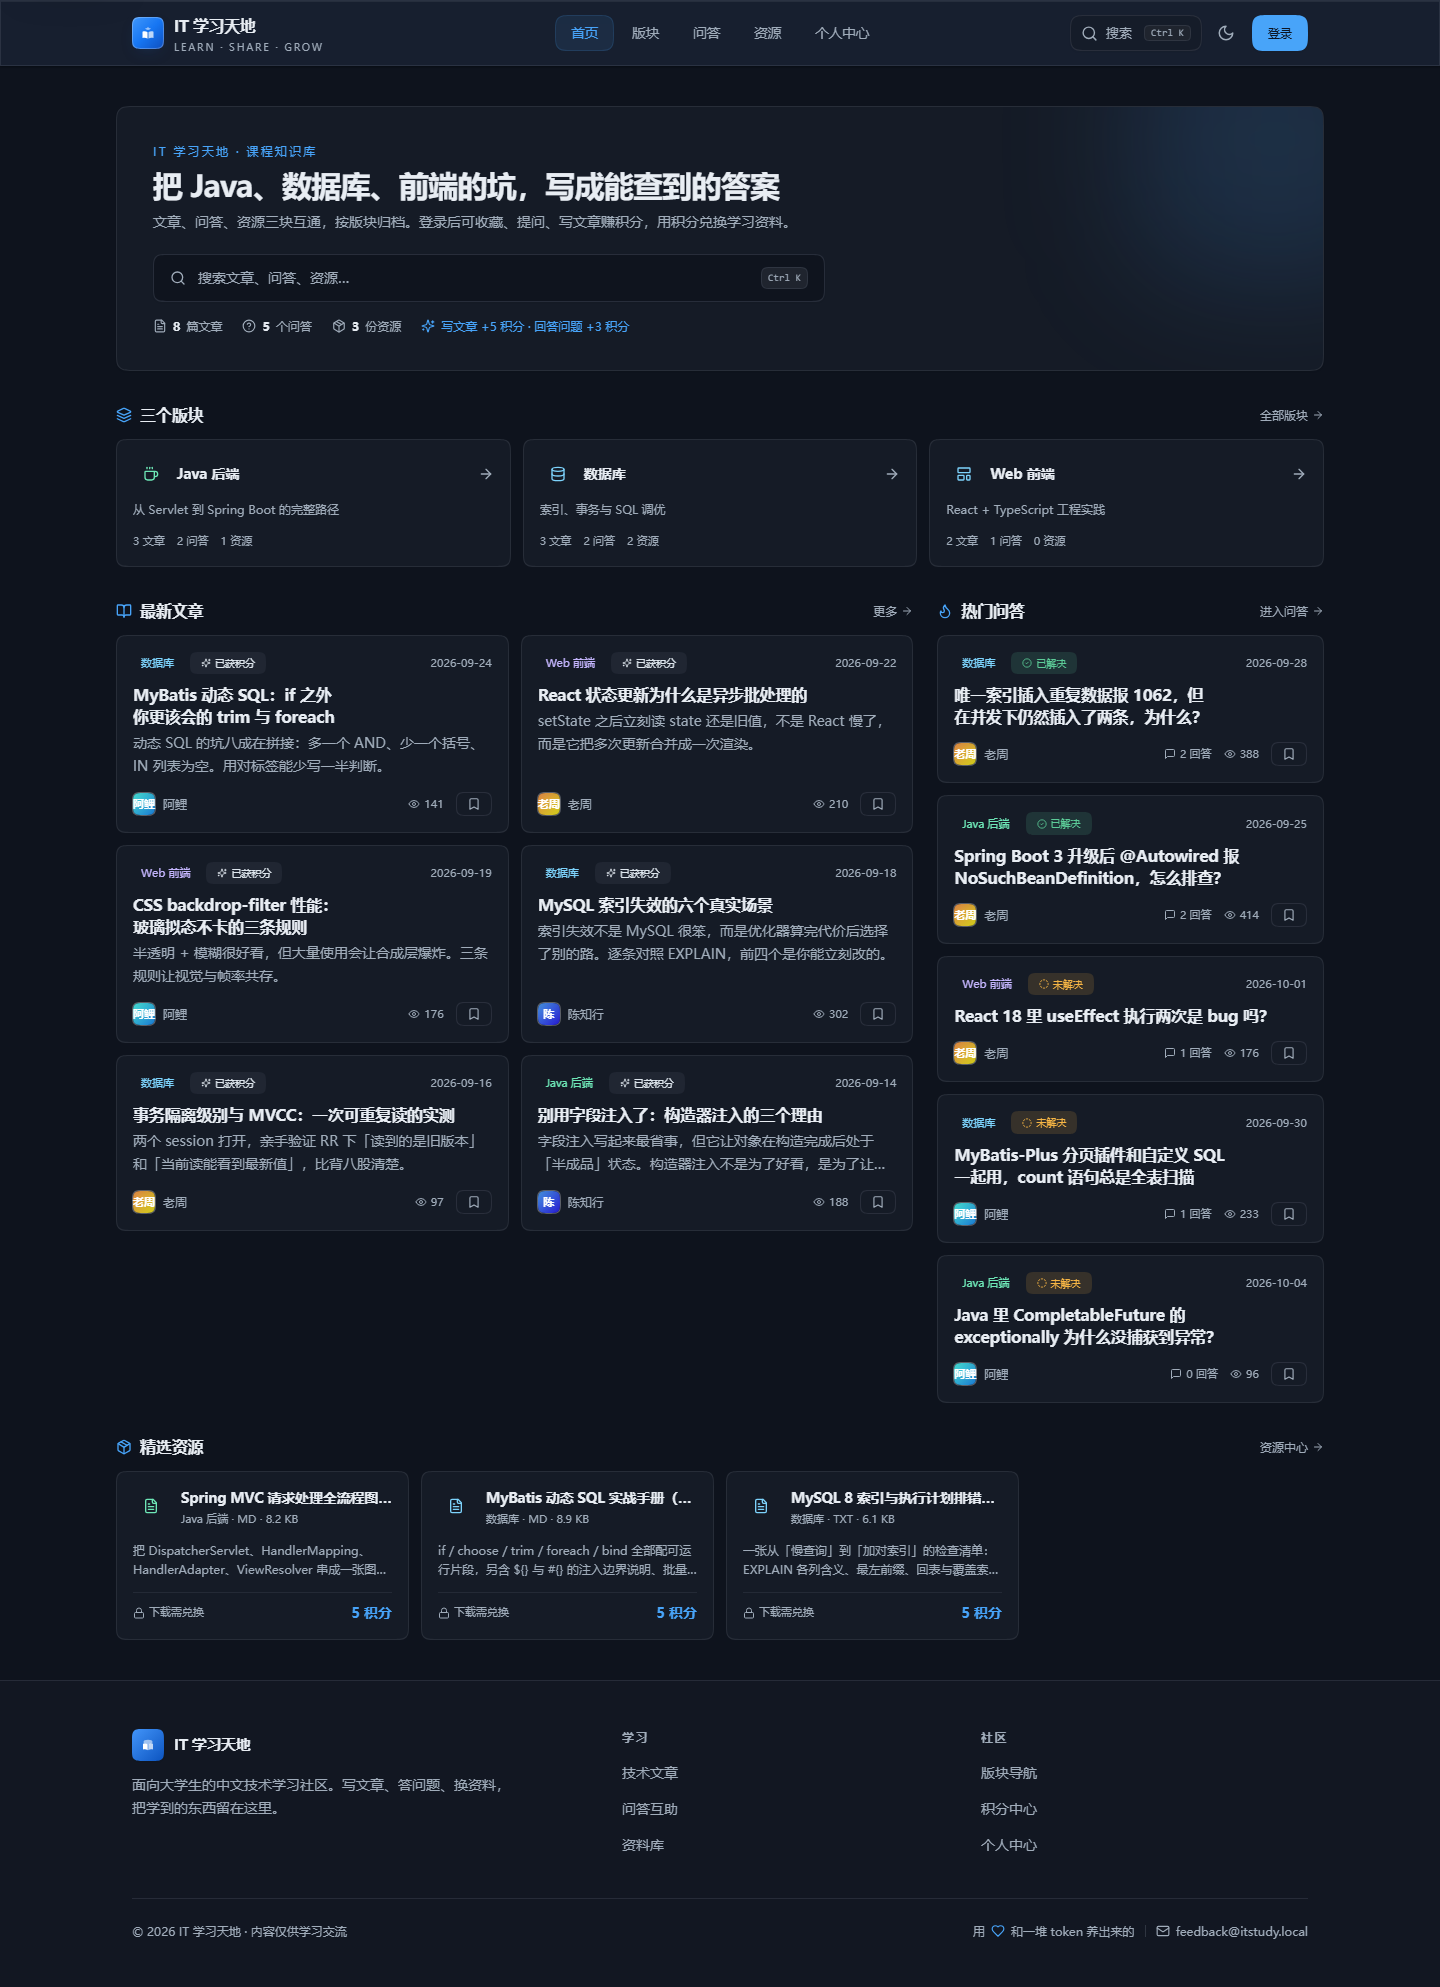 IT 学习天地
LEARN · SHARE · GROW
首页
版块
问答
资源
个人中心
搜索
Ctrl K
登录
IT 学习天地 · 课程知识库
把 Java、数据库、前端的坑，写成能查到的答案
文章、问答、资源三块互通，按版块归档。登录后可收藏、提问、写文章赚积分，用积分兑换学习资料。
搜索文章、问答、资源...
Ctrl K
8 篇文章
5 个问答
3 份资源
写文章 +5 积分 · 回答问题 +3 积分
三个版块
全部版块
Java 后端
从 Servlet 到 Spring Boot 的完整路径
3 文章 2 问答 1 资源
数据库
索引、事务与 SQL 调优
3 文章 2 问答 2 资源
Web 前端
React + TypeScript 工程实践
2 文章 1 问答 0 资源
最新文章
更多
数据库
已获积分
2026-09-24
MyBatis 动态 SQL：if 之外
你更该会的 trim 与 foreach
动态 SQL 的坑八成在拼接：多一个 AND、少一个括号、
IN 列表为空。用对标签能少写一半判断。
阿鲤
阿鲤
141
Web 前端
已获积分
2026-09-22
React 状态更新为什么是异步批处理的
setState 之后立刻读 state 还是旧值，不是 React 慢了，
而是它把多次更新合并成一次渲染。
老周
老周
210
Web 前端
已获积分
2026-09-19
CSS backdrop-filter 性能：
玻璃拟态不卡的三条规则
半透明 + 模糊很好看，但大量使用会让合成层爆炸。三条
规则让视觉与帧率共存。
阿鲤
阿鲤
176
数据库
已获积分
2026-09-18
MySQL 索引失效的六个真实场景
索引失效不是 MySQL 很笨，而是优化器算完代价后选择
了别的路。逐条对照 EXPLAIN，前四个是你能立刻改的。
陈
陈知行
302
数据库
已获积分
2026-09-16
事务隔离级别与 MVCC：一次可重复读的实测
两个 session 打开，亲手验证 RR 下「读到的是旧版本」
和「当前读能看到最新值」，比背八股清楚。
老周
老周
97
Java 后端
已获积分
2026-09-14
别用字段注入了：构造器注入的三个理由
字段注入写起来最省事，但它让对象在构造完成后处于
「半成品」状态。构造器注入不是为了好看，是为了让...
陈
陈知行
188
热门问答
进入问答
数据库
已解决
2026-09-28
唯一索引插入重复数据报 1062，但
在并发下仍然插入了两条，为什么？
老周
老周
2 回答
388
Java 后端
已解决
2026-09-25
Spring Boot 3 升级后 @Autowired 报
NoSuchBeanDefinition，怎么排查？
老周
老周
2 回答
414
Web 前端
未解决
2026-10-01
React 18 里 useEffect 执行两次是 bug 吗？
老周
老周
1 回答
176
数据库
未解决
2026-09-30
MyBatis-Plus 分页插件和自定义 SQL
一起用，count 语句总是全表扫描
阿鲤
阿鲤
1 回答
233
Java 后端
未解决
2026-10-04
Java 里 CompletableFuture 的
exceptionally 为什么没捕获到异常？
阿鲤
阿鲤
0 回答
96
精选资源
资源中心
Spring MVC 请求处理全流程图...
Java 后端 · MD · 8.2 KB
把 DispatcherServlet、HandlerMapping、
HandlerAdapter、ViewResolver 串成一张图...
下载需兑换
5 积分
MyBatis 动态 SQL 实战手册（...
数据库 · MD · 8.9 KB
if / choose / trim / foreach / bind 全部配可运
行片段，另含 ${} 与 #{} 的注入边界说明、批量...
下载需兑换
5 积分
MySQL 8 索引与执行计划排错...
数据库 · TXT · 6.1 KB
一张从「慢查询」到「加对索引」的检查清单：
EXPLAIN 各列含义、最左前缀、回表与覆盖索...
下载需兑换
5 积分
IT 学习天地
面向大学生的中文技术学习社区。写文章、答问题、换资料，
把学到的东西留在这里。
学习
技术文章
问答互助
资料库
社区
版块导航
积分中心
个人中心
© 2026 IT 学习天地 · 内容仅供学习交流
用 和一堆 token 养出来的
feedback@itstudy.local